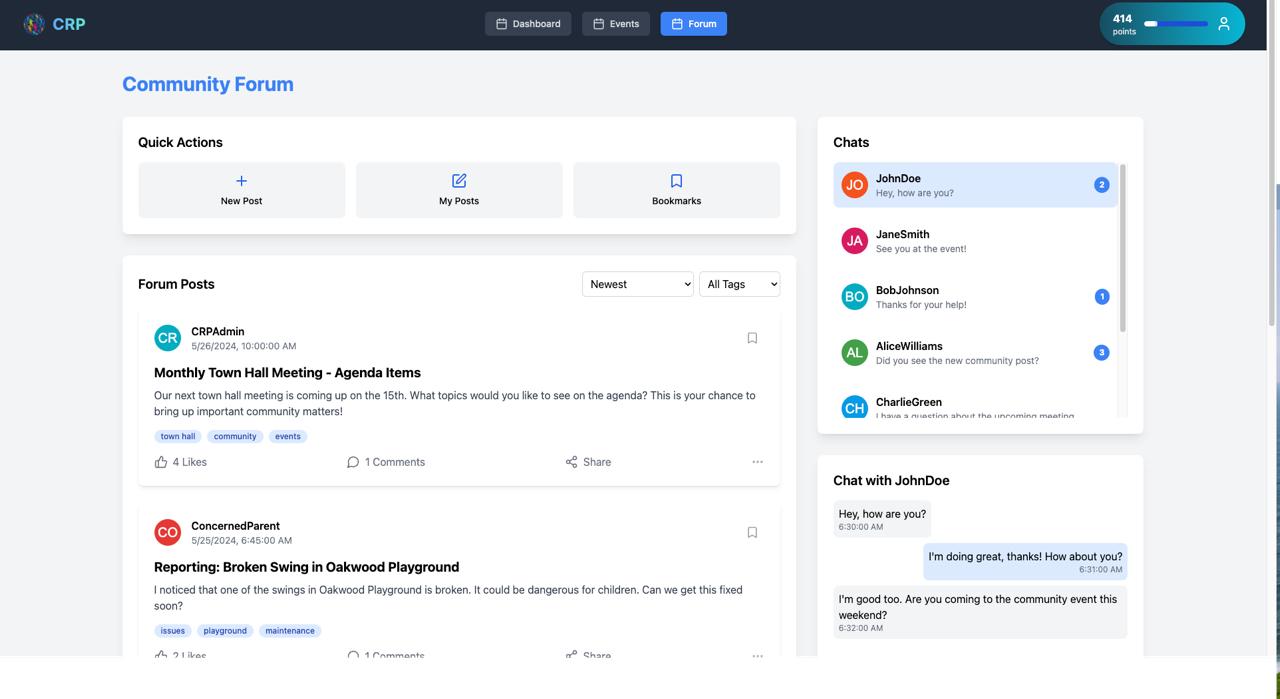 CRP
Dashboard
Events
Forum
414
points
Community Forum
Quick Actions
New Post
My Posts
Bookmarks
Forum Posts
Newest
All Tags
CR
CRPAdmin
5/26/2024, 10:00:00 AM
Monthly Town Hall Meeting - Agenda Items
Our next town hall meeting is coming up on the 15th. What topics would you like to see on the agenda? This is your chance to
bring up important community matters!
town hall
community
events
4 Likes
1 Comments
Share
CO
ConcernedParent
5/25/2024, 6:45:00 AM
Reporting: Broken Swing in Oakwood Playground
I noticed that one of the swings in Oakwood Playground is broken. It could be dangerous for children. Can we get this fixed
soon?
issues
playground
maintenance
2 Likes
1 Comments
Share
Chats
JO
JohnDoe
Hey, how are you?
2
JA
JaneSmith
See you at the event!
BO
BobJohnson
Thanks for your help!
1
AL
AliceWilliams
Did you see the new community post?
3
CH
CharlieGreen
I have a question about the upcoming meeting
Chat with JohnDoe
Hey, how are you?
6:30:00 AM
I'm doing great, thanks! How about you?
6:31:00 AM
I'm good too. Are you coming to the community event this
weekend?
6:32:00 AM